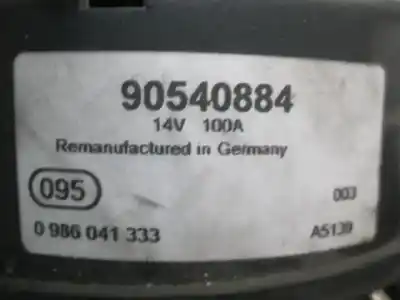 90540884
14V 100A
Remanufactured in Germany
095
003
0 986 041 333
A5139